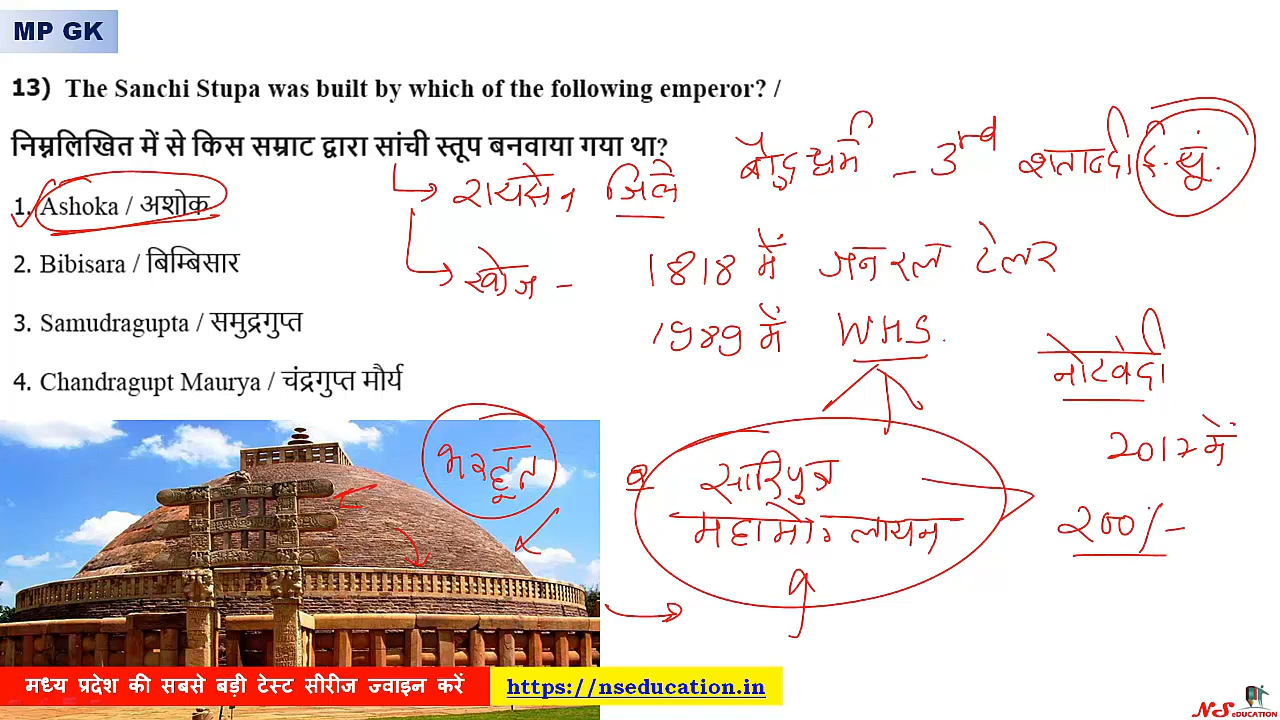 MP GK
13) The Sanchi Stupa was built by which of the following emperor? /
निम्नलिखित में से किस सम्राट द्वारा सांची स्तूप बनवाया गया था?
बौद्ध धर्म - 3rd शताब्दी ई. पू.
रायसेन जिले
1. Ashoka / अशोक
2. Bibisara / बिम्बिसार
खोज - 1818 में जनरल टेलर
3. Samudragupta / समुद्रगुप्त
1989 में WHS.
4. Chandragupt Maurya / चंद्रगुप्त मौर्य
नोटबंदी
2017 में
200/-
भरहूत
सारिपुत्र
महामोग्लायन
मध्य प्रदेश की सबसे बड़ी टेस्ट सीरीज ज्वाइन करें
https://nseducation.in
NS EDUCATION